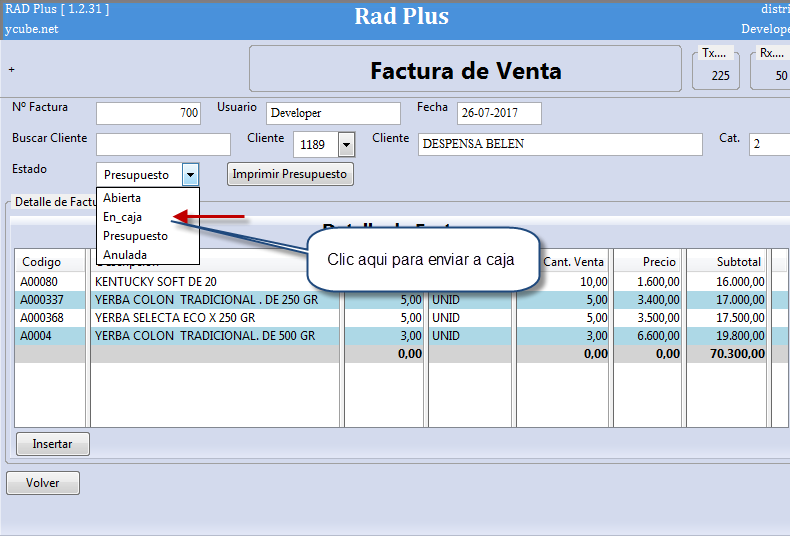 RAD Plus [ 1.2.31 ]
Rad Plus
distri
ycube.net
Develope
+
Factura de Venta
Tx....
225
Rx....
50
Nº Factura
700
Usuario
Developer
Fecha
26-07-2017
Buscar Cliente
Cliente
1189
Cliente
DESPENSA BELEN
Cat.
2
Estado
Presupuesto
Imprimir Presupuesto
Abierta
En_caja
Presupuesto
Anulada
Detalle de Factu
Clic aqui para enviar a caja
Codigo Cant. Venta Precio Subtotal
A00080 KENTUCKY SOFT DE 20 10,00 1.600,00 16.000,00
A000337 YERBA COLON TRADICIONAL . DE 250 GR 5,00 UNID 5,00 3.400,00 17.000,00
A000368 YERBA SELECTA ECO X 250 GR 5,00 UNID 5,00 3.500,00 17.500,00
A0004 YERBA COLON TRADICIONAL. DE 500 GR 3,00 UNID 3,00 6.600,00 19.800,00
0,00 0,00 0,00 70.300,00
Insertar
Volver